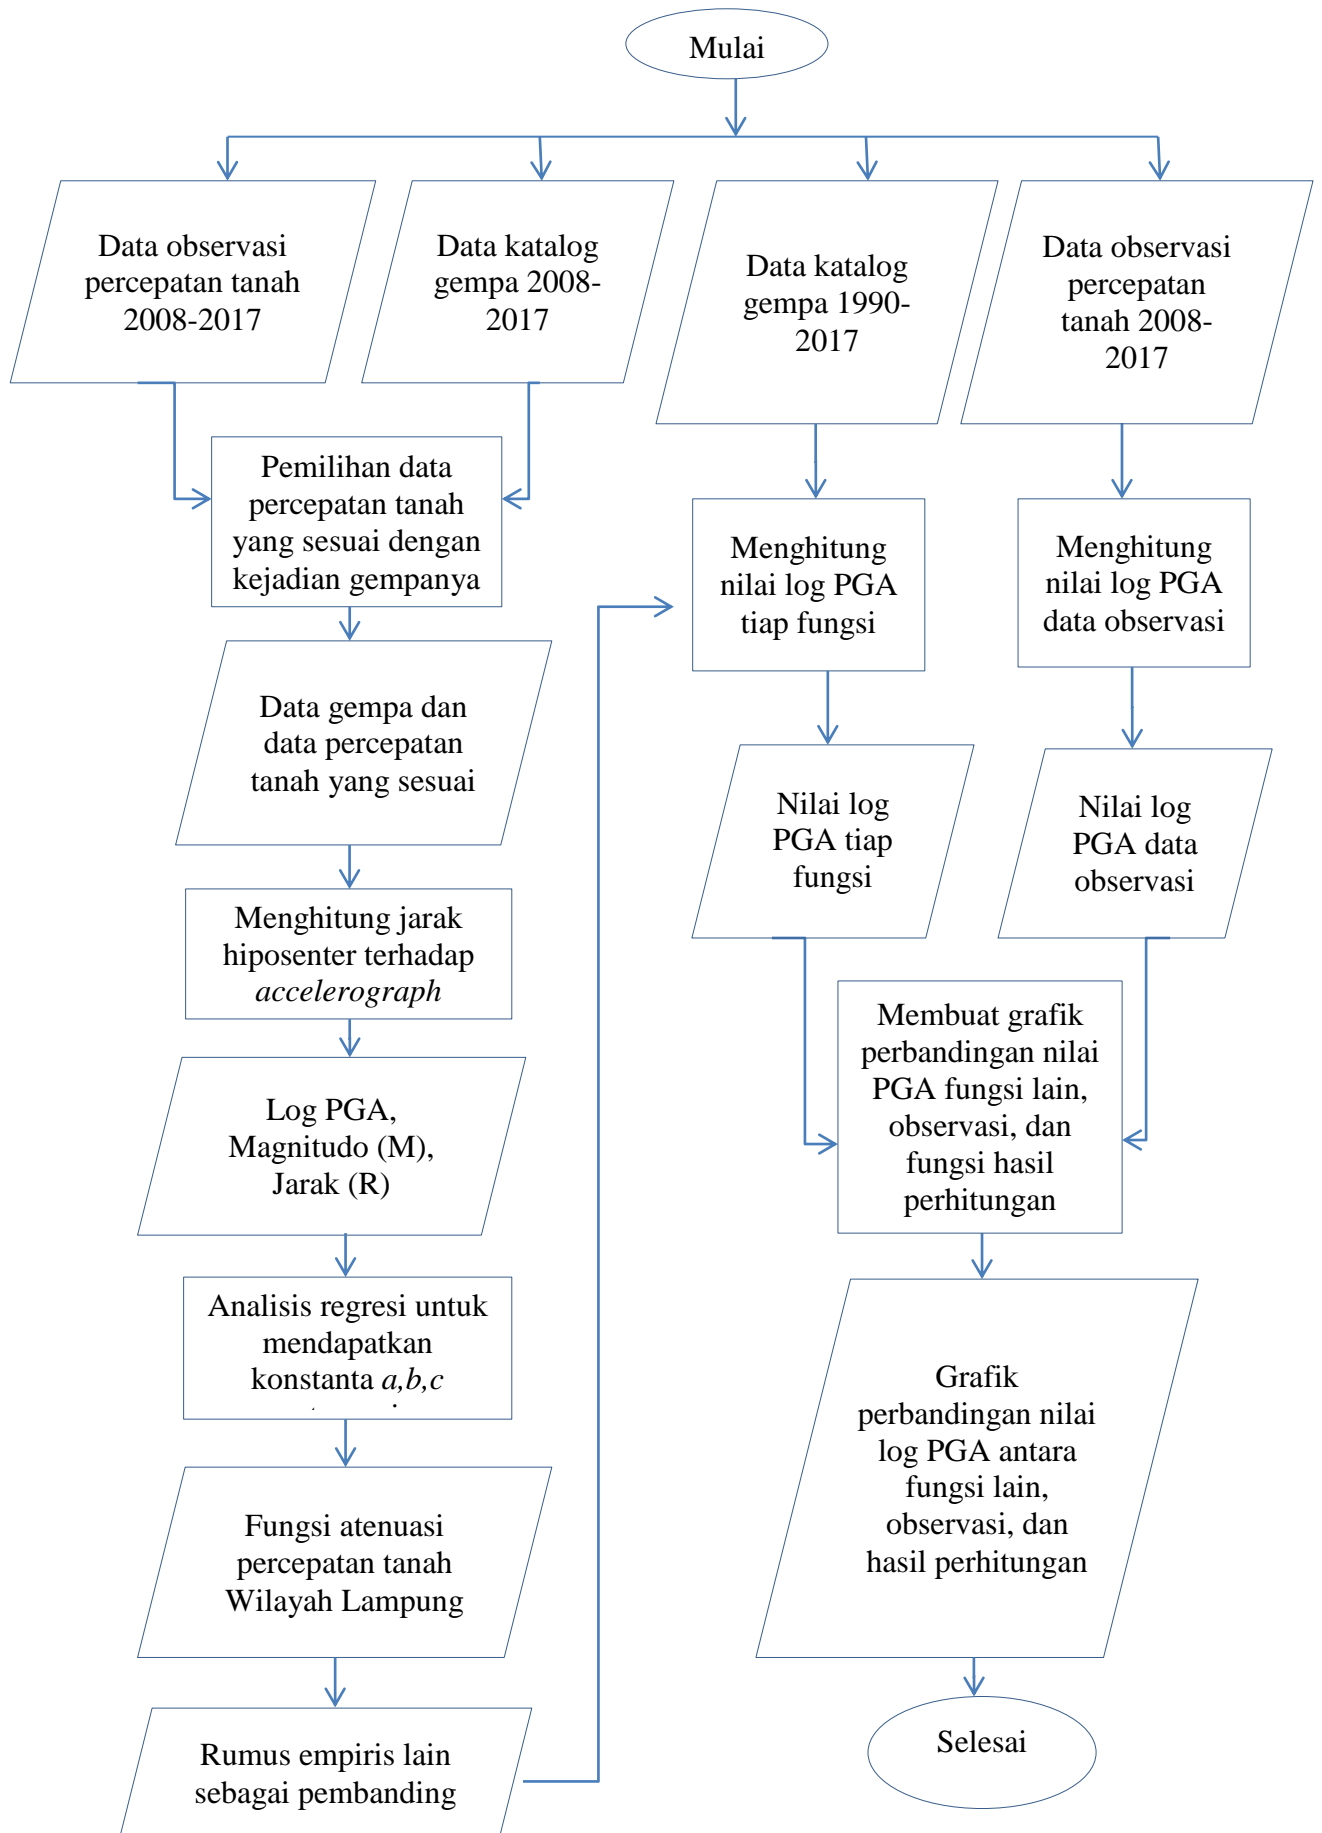 Mulai
Data observasi
percepatan tanah
2008-2017
Data katalog
gempa 2008-
2017
Data katalog
gempa 1990-
2017
Data observasi
percepatan
tanah 2008-
2017
Pemilihan data
percepatan tanah
yang sesuai dengan
kejadian gempanya
Menghitung
nilai log PGA
tiap fungsi
Menghitung
nilai log PGA
data observasi
Data gempa dan
data percepatan
tanah yang sesuai
Nilai log
PGA tiap
fungsi
Nilai log
PGA data
observasi
Menghitung jarak
hiposenter terhadap
accelerograph
Membuat grafik
perbandingan nilai
PGA fungsi lain,
observasi, dan
fungsi hasil
perhitungan
Log PGA,
Magnitudo (M),
Jarak (R)
Analisis regresi untuk
mendapatkan
konstanta a,b,c
Grafik
perbandingan nilai
log PGA antara
fungsi lain,
observasi, dan
hasil perhitungan
Fungsi atenuasi
percepatan tanah
Wilayah Lampung
Rumus empiris lain
sebagai pembanding
Selesai